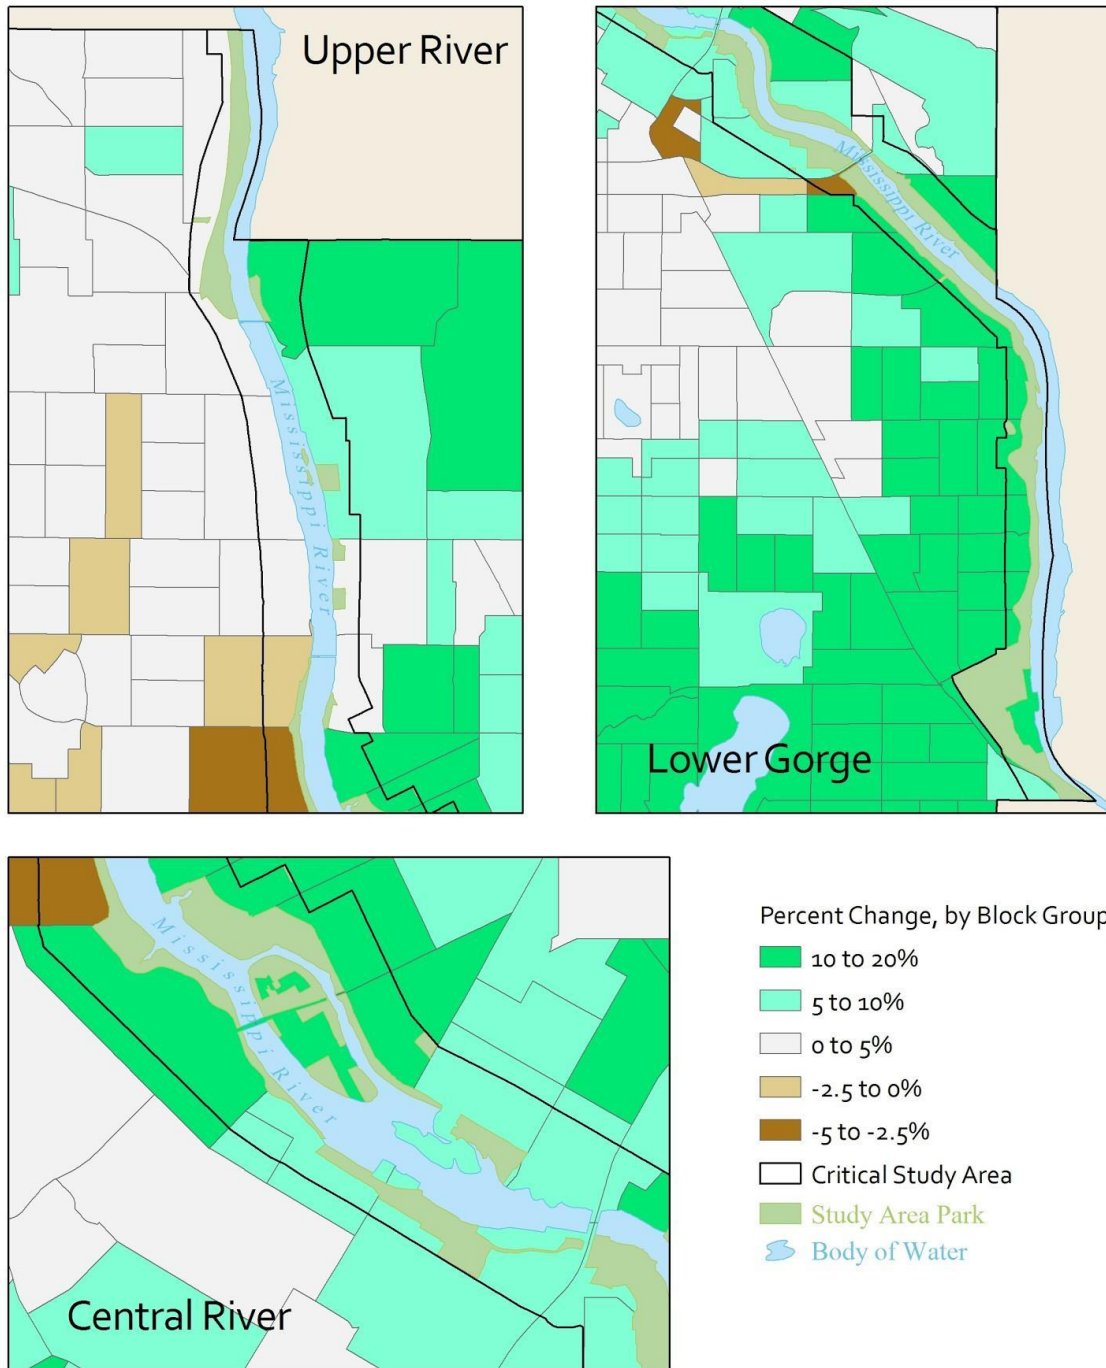 Upper River
Mississippi River
Mississippi River
Lower Gorge
Mississippi River
Mississippi River
Central River
Percent Change, by Block Group
10 to 20%
5 to 10%
0 to 5%
-2.5 to 0%
-5 to -2.5%
Critical Study Area
Study Area Park
Body of Water